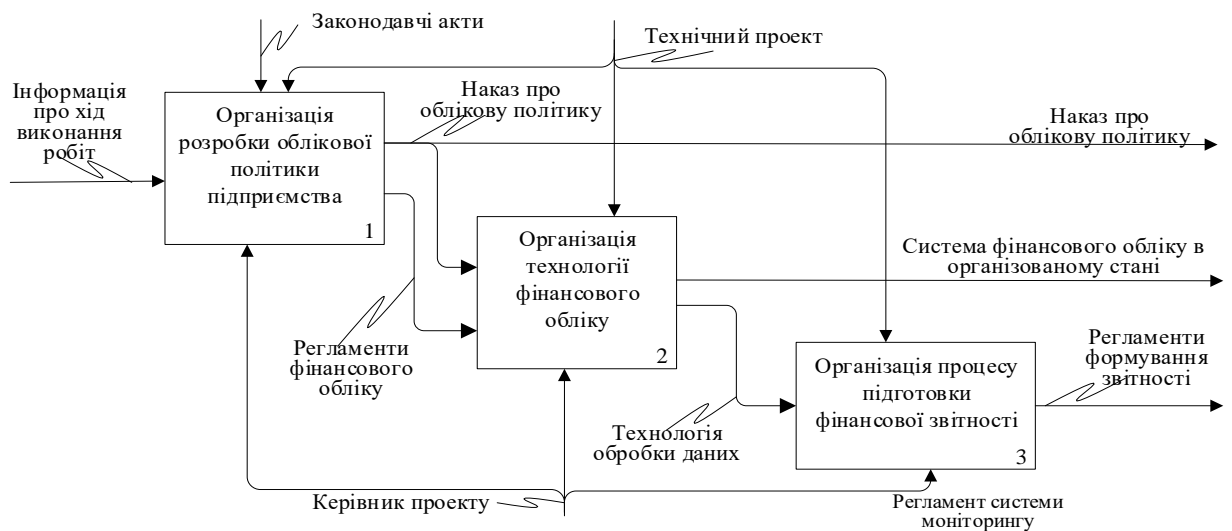 Законодавчі акти
Технічний проект
Інформація
про хід
виконання
робіт
Організація
розробки облікової
політики
підприємства
1
Наказ про
облікову політику
Наказ про
облікову політику
Організація
технології
фінансового
обліку
2
Система фінансового обліку в
організованому стані
Регламенти
фінансового
обліку
Організація процесу
підготовки
фінансової звітності
3
Регламенти
формування
звітності
Технологія
обробки даних
Керівник проекту
Регламент системи
моніторингу